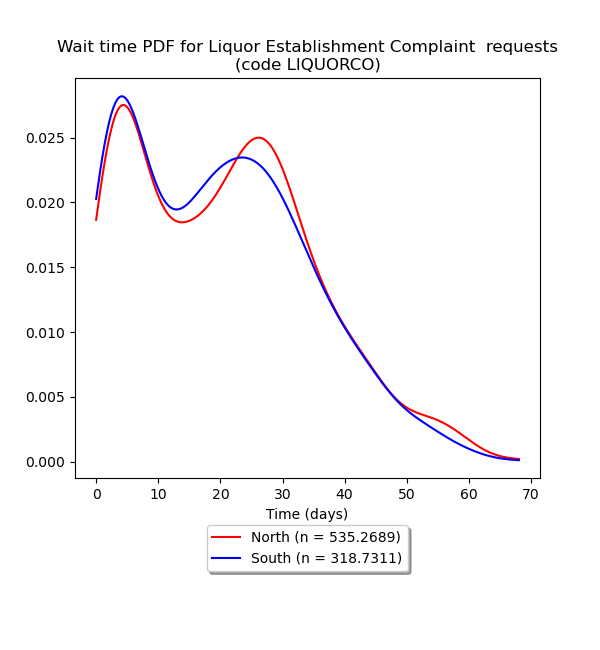 Wait time PDF for Liquor Establishment Complaint  requests
(code LIQUORCO)
0.025
0.020
0.015
0.010
0.005
0.000
0 10 20 30 40 50 60 70
Time (days)
North (n = 535.2689)
South (n = 318.7311)